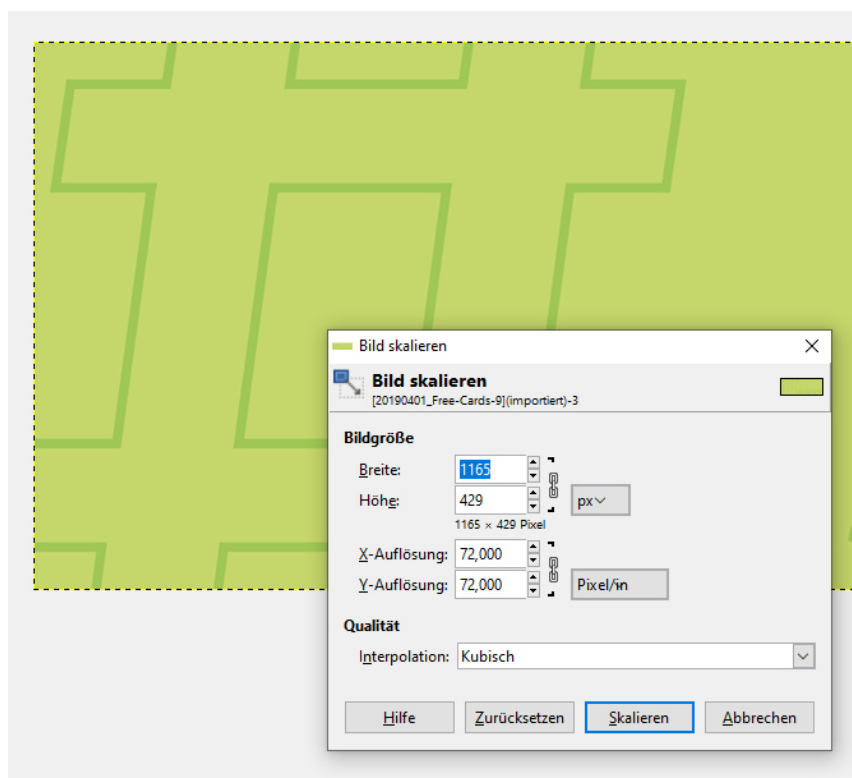 Bild skalieren
Bild skalieren
[20190401_Free-Cards-9](importiert)-3
Bildgröße
Breite: 1165
Höhe: 429 px
1165 × 429 Pixel
X-Auflösung: 72,000
Y-Auflösung: 72,000 Pixel/in
Qualität
Interpolation: Kubisch
Hilfe Zurücksetzen Skalieren Abbrechen